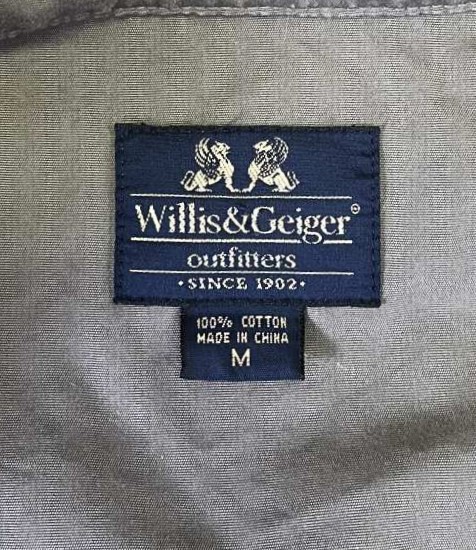 Willis&Geiger®
outfitters
·SINCE 1902·
100% COTTON
MADE IN CHINA
M